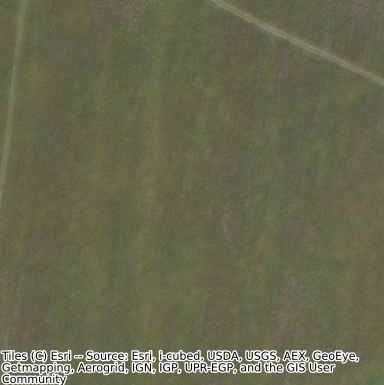 Tiles (C) Esri -- Source: Esri, i-cubed, USDA, USGS, AEX, GeoEye,
Getmapping, Aerogrid, IGN, IGP, UPR-EGP, and the GIS User
Community